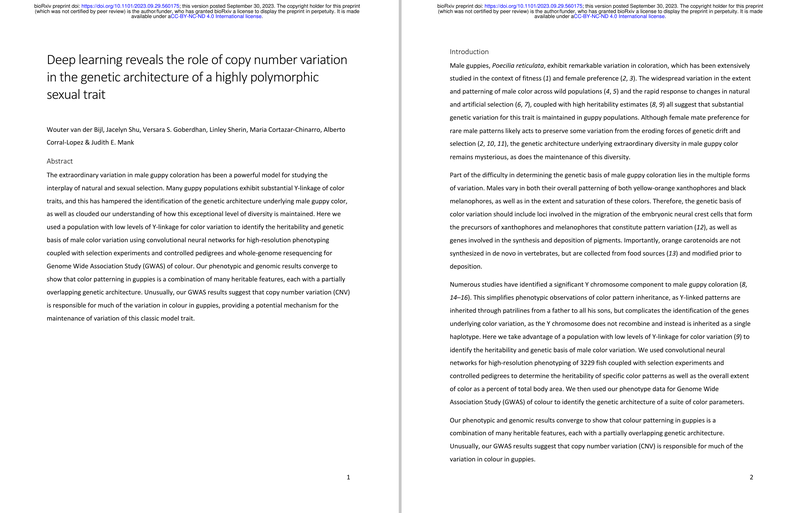 bioRxiv preprint doi: https://doi.org/10.1101/2023.09.29.560175; this version posted September 30, 2023. The copyright holder for this preprint
(which was not certified by peer review) is the author/funder, who has granted bioRxiv a license to display the preprint in perpetuity. It is made
available under aCC-BY-NC-ND 4.0 International license.
Deep learning reveals the role of copy number variation
in the genetic architecture of a highly polymorphic
sexual trait
Wouter van der Bijl, Jacelyn Shu, Versara S. Goberdhan, Linley Sherin, Maria Cortazar-Chinarro, Alberto
Corral-Lopez & Judith E. Mank
Abstract
The extraordinary variation in male guppy coloration has been a powerful model for studying the
interplay of natural and sexual selection. Many guppy populations exhibit substantial Y-linkage of color
traits, and this has hampered the identification of the genetic architecture underlying male guppy color,
as well as clouded our understanding of how this exceptional level of diversity is maintained. Here we
used a population with low levels of Y-linkage for color variation to identify the heritability and genetic
basis of male color variation using convolutional neural networks for high-resolution phenotyping
coupled with selection experiments and controlled pedigrees and whole-genome resequencing for
Genome Wide Association Study (GWAS) of colour. Our phenotypic and genomic results converge to
show that color patterning in guppies is a combination of many heritable features, each with a partially
overlapping genetic architecture. Unusually, our GWAS results suggest that copy number variation (CNV)
is responsible for much of the variation in colour in guppies, providing a potential mechanism for the
maintenance of variation of this classic model trait.
1
bioRxiv preprint doi: https://doi.org/10.1101/2023.09.29.560175; this version posted September 30, 2023. The copyright holder for this preprint
(which was not certified by peer review) is the author/funder, who has granted bioRxiv a license to display the preprint in perpetuity. It is made
available under aCC-BY-NC-ND 4.0 International license.
Introduction
Male guppies, Poecilia reticulata, exhibit remarkable variation in coloration, which has been extensively
studied in the context of fitness (1) and female preference (2, 3). The widespread variation in the extent
and patterning of male color across wild populations (4, 5) and the rapid response to changes in natural
and artificial selection (6, 7), coupled with high heritability estimates (8, 9) all suggest that substantial
genetic variation for this trait is maintained in guppy populations. Although female mate preference for
rare male patterns likely acts to preserve some variation from the eroding forces of genetic drift and
selection (2, 10, 11), the genetic architecture underlying extraordinary diversity in male guppy color
remains mysterious, as does the maintenance of this diversity.
Part of the difficulty in determining the genetic basis of male guppy coloration lies in the multiple forms
of variation. Males vary in both their overall patterning of both yellow-orange xanthophores and black
melanophores, as well as in the extent and saturation of these colors. Therefore, the genetic basis of
color variation should include loci involved in the migration of the embryonic neural crest cells that form
the precursors of xanthophores and melanophores that constitute pattern variation (12), as well as
genes involved in the synthesis and deposition of pigments. Importantly, orange carotenoids are not
synthesized in de novo in vertebrates, but are collected from food sources (13) and modified prior to
deposition.
Numerous studies have identified a significant Y chromosome component to male guppy coloration (8,
14–16). This simplifies phenotypic observations of color pattern inheritance, as Y-linked patterns are
inherited through patrilines from a father to all his sons, but complicates the identification of the genes
underlying color variation, as the Y chromosome does not recombine and instead is inherited as a single
haplotype. Here we take advantage of a population with low levels of Y-linkage for color variation (9) to
identify the heritability and genetic basis of male color variation. We used convolutional neural
networks for high-resolution phenotyping of 3229 fish coupled with selection experiments and
controlled pedigrees to determine the heritability of specific color patterns as well as the overall extent
of color as a percent of total body area. We then used our phenotype data for Genome Wide
Association Study (GWAS) of colour to identify the genetic architecture of a suite of color parameters.
Our phenotypic and genomic results converge to show that colour patterning in guppies is a
combination of many heritable features, each with a partially overlapping genetic architecture.
Unusually, our GWAS results suggest that copy number variation (CNV) is responsible for much of the
variation in colour in guppies.
2